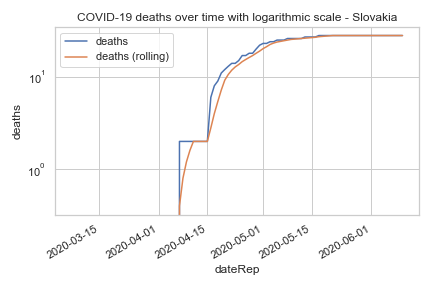 COVID-19 deaths over time with logarithmic scale - Slovakia
deaths
deaths (rolling)
10¹
10⁰
deaths
2020-03-15
2020-04-01
2020-04-15
2020-05-01
2020-05-15
2020-06-01
dateRep